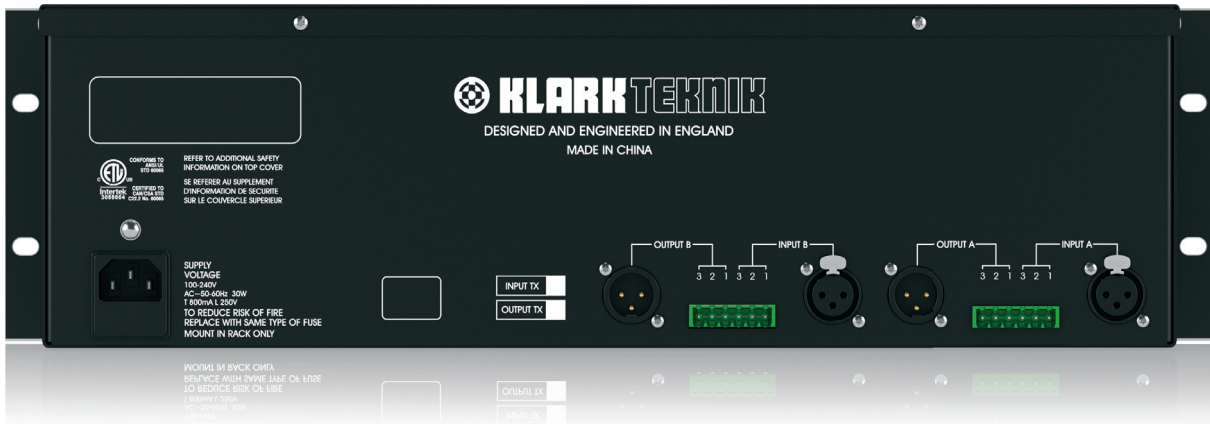 KLARK TEKNIK
DESIGNED AND ENGINEERED IN ENGLAND
MADE IN CHINA
CONFORMS TO
ANSI/UL
STD 60065
ETL
C US
Intertek
3088664
CERTIFIED TO
CAN/CSA STD
C22.2 No. 60065
REFER TO ADDITIONAL SAFETY
INFORMATION ON TOP COVER
SE REFERER AU SUPPLEMENT
D'INFORMATION DE SECURITE
SUR LE COUVERCLE SUPERIEUR
SUPPLY
VOLTAGE
100-240V
AC~50-60Hz 30W
T 800mA L 250V
TO REDUCE RISK OF FIRE
REPLACE WITH SAME TYPE OF FUSE
MOUNT IN RACK ONLY
INPUT TX
OUTPUT TX
OUTPUT B
INPUT B
3 2 1 3 2 1
OUTPUT A
INPUT A
3 2 1 3 2 1